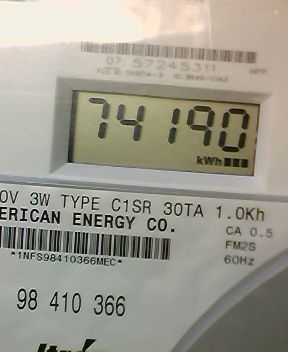 07 57245311
74190
kWh
0V 3W TYPE C1SR 30TA 1.0Kh
ERICAN ENERGY CO.
CA 0.5
FM2S
*1NFS98410366MEC*
60Hz
98 410 366